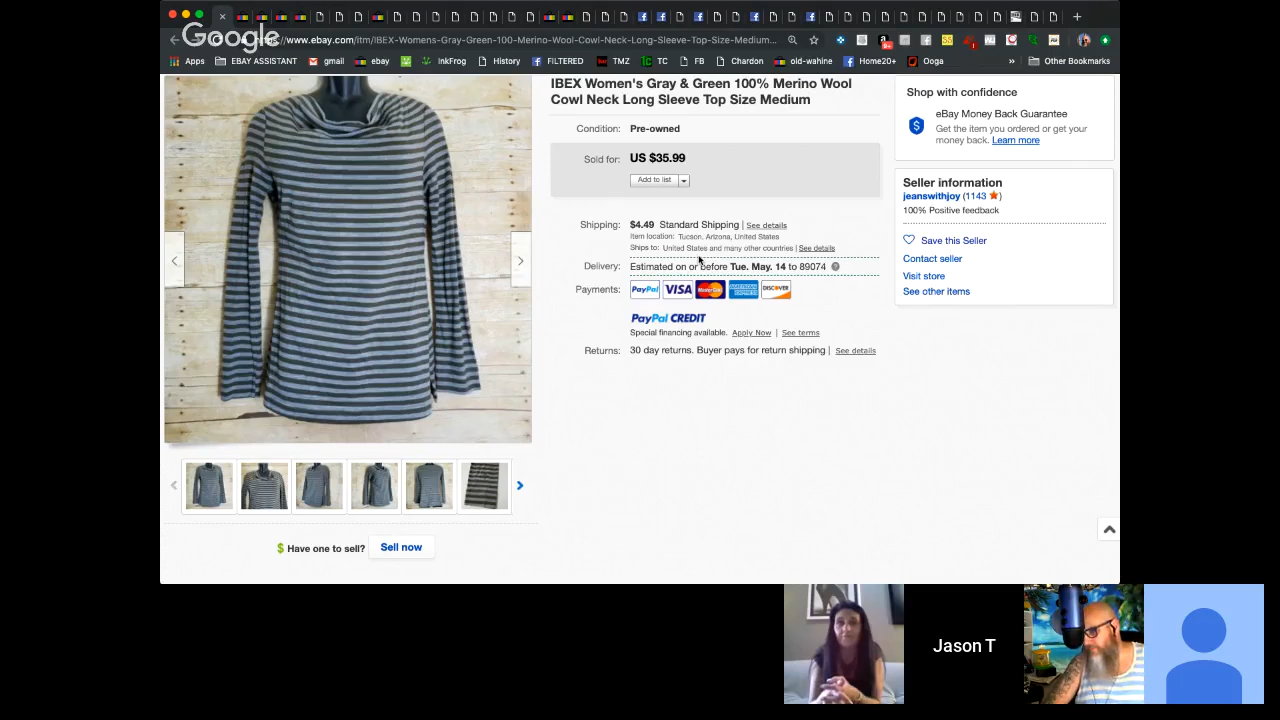 Google
https://www.ebay.com/itm/IBEX-Womens-Gray-Green-100-Merino-Wool-Cowl-Neck-Long-Sleeve-Top-Size-Medium...
Apps EBAY ASSISTANT gmail ebay InkFrog History FILTERED TMZ TC FB Chardon old-wahine Home20+ Ooga » Other Bookmarks
IBEX Women's Gray & Green 100% Merino Wool
Cowl Neck Long Sleeve Top Size Medium
Condition: Pre-owned
Sold for: US $35.99
Add to list
Shipping: $4.49 Standard Shipping | See details
Item location: Tucson, Arizona, United States
Ships to: United States and many other countries | See details
Delivery: Estimated on or before Tue. May. 14 to 89074
Payments: PayPal VISA MasterCard AMERICAN EXPRESS DISCOVER
PayPal CREDIT
Special financing available. Apply Now | See terms
Returns: 30 day returns. Buyer pays for return shipping | See details
Shop with confidence
eBay Money Back Guarantee
Get the item you ordered or get your
money back. Learn more
Seller information
jeanswithjoy (1143)
100% Positive feedback
Save this Seller
Contact seller
Visit store
See other items
$ Have one to sell? Sell now
Jason T